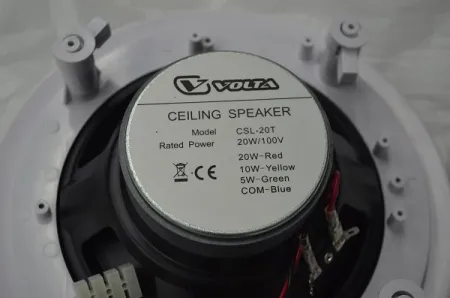 VOLTA
CEILING SPEAKER
Model CSL-20T
Rated Power 20W/100V
20W-Red
10W-Yellow
CE 5W-Green
COM-Blue